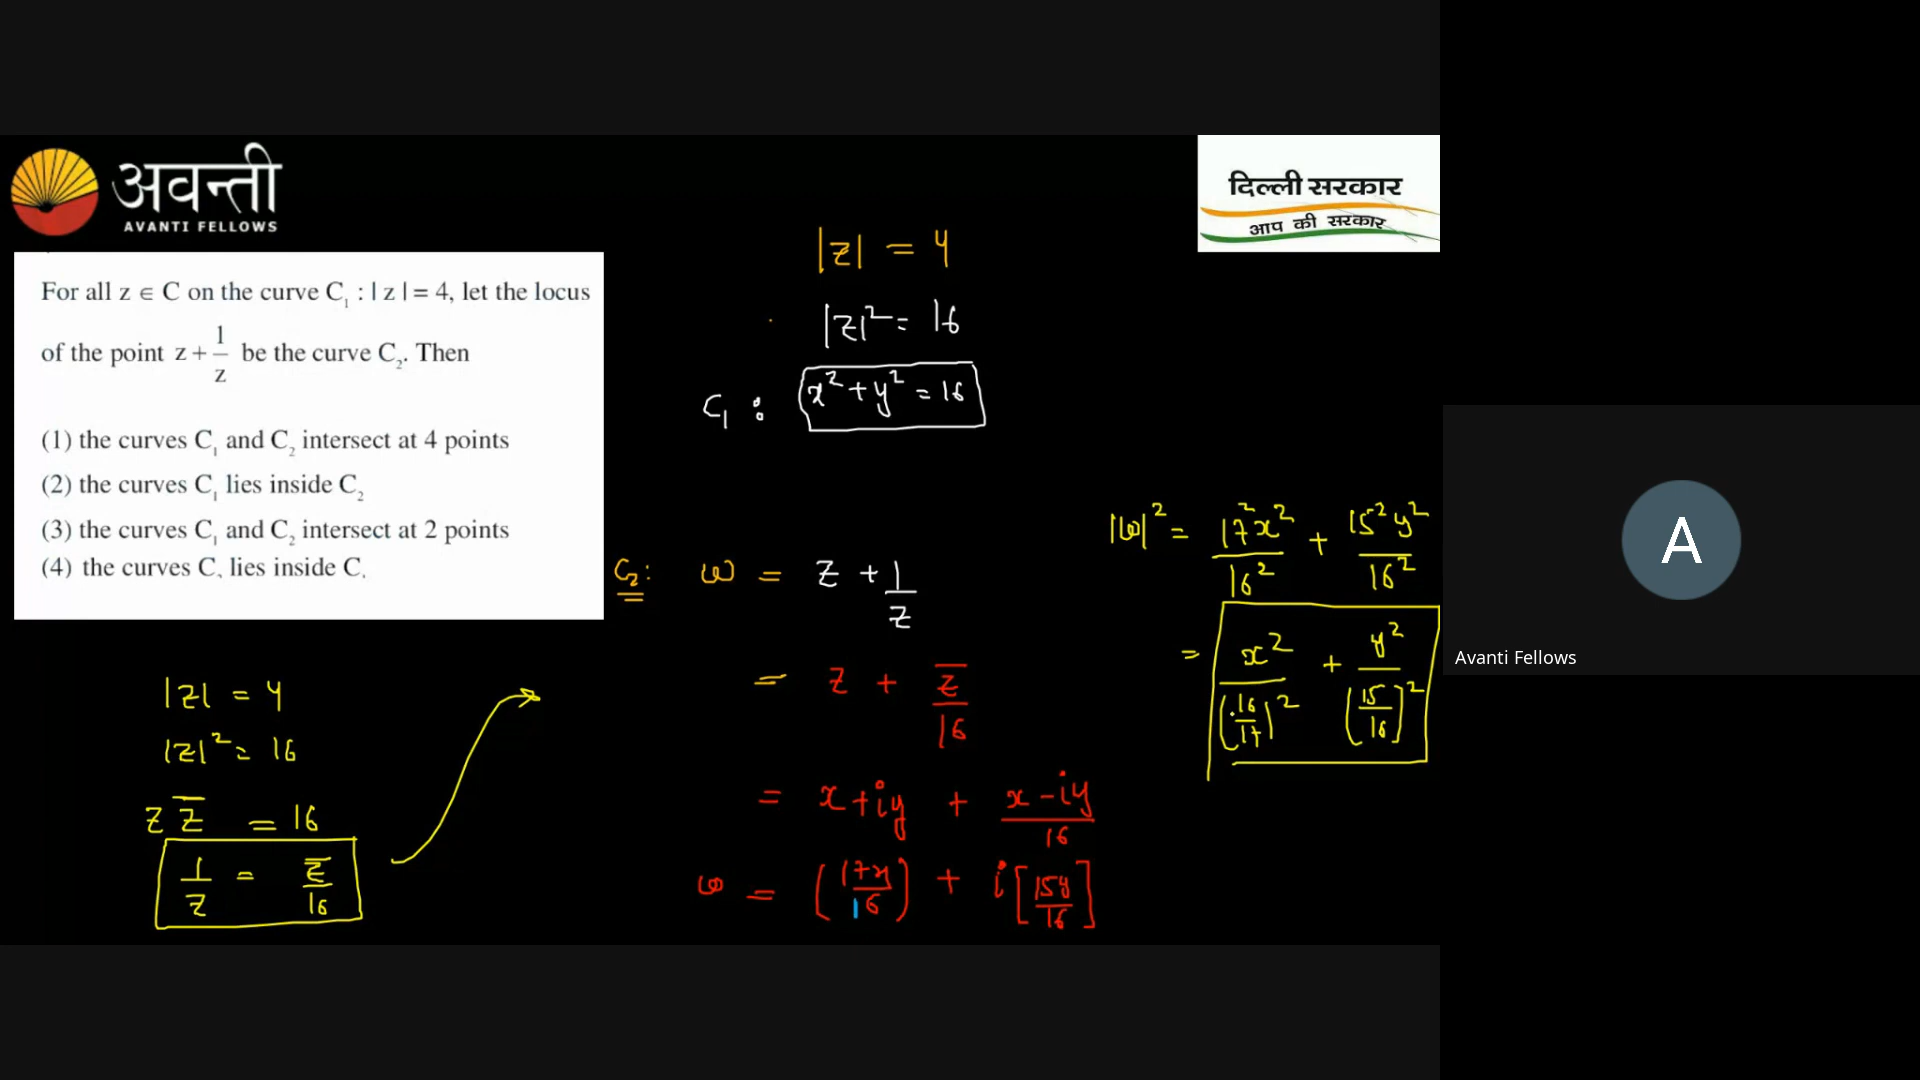 अवन्ती
AVANTI FELLOWS
दिल्ली सरकार
आप की सरकार
For all z ∈ C on the curve C₁ : | z | = 4, let the locus
of the point z + 1/z be the curve C₂. Then
(1) the curves C₁ and C₂ intersect at 4 points
(2) the curves C₁ lies inside C₂
(3) the curves C₁ and C₂ intersect at 2 points
(4) the curves C, lies inside C.
|z| = 4
|z|² = 16
z z̅ = 16
1/z = z̅/16
|z| = 4
|z|² = 16
C₁ : x² + y² = 16
C₂: ω = z + 1/z
= z + z̅/16
= x+iy + (x-iy)/16
ω = (17x/16) + i[15y/16]
|ω|² = 17²x²/16² + 15²y²/16²
= x²/(16/17)² + y²/(15/16)²
A
Avanti Fellows